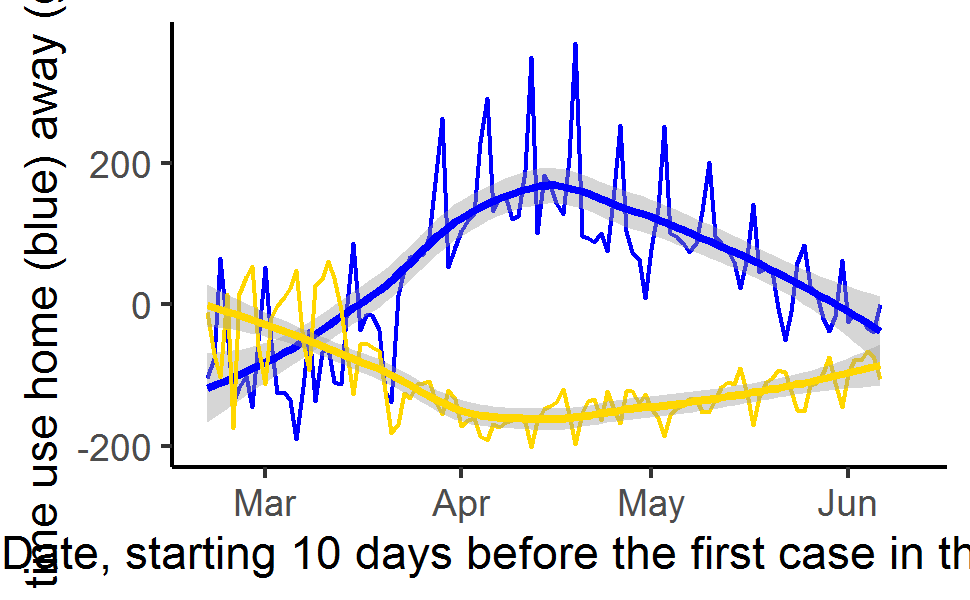 time use home (blue) away (
200
0
-200
Mar Apr May Jun
Date, starting 10 days before the first case in th